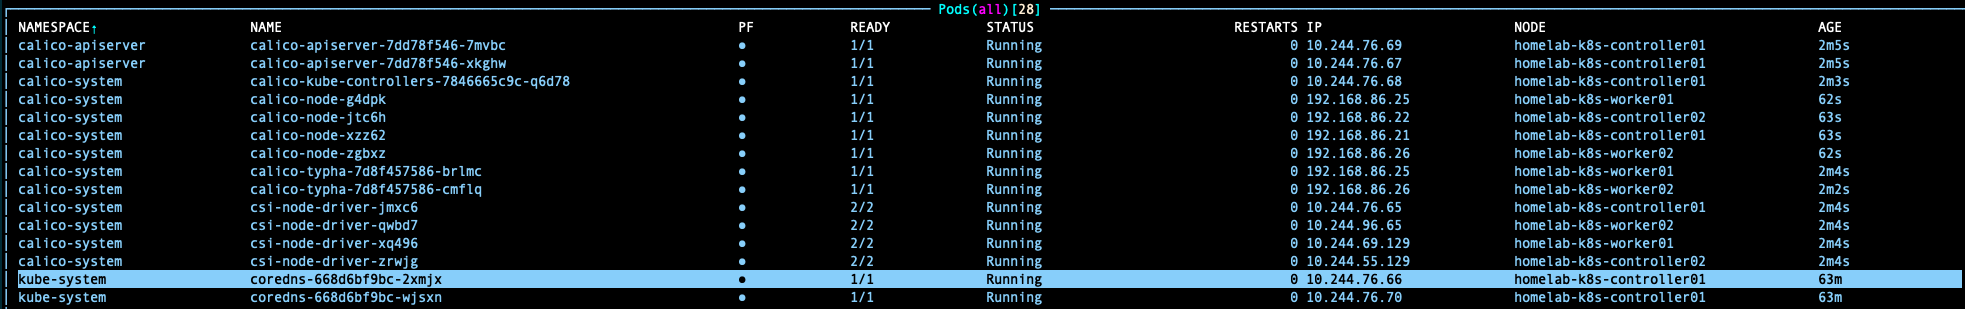 Pods(all)[28]
NAMESPACE↑ NAME PF READY STATUS RESTARTS IP NODE AGE
calico-apiserver calico-apiserver-7dd78f546-7mvbc ● 1/1 Running 0 10.244.76.69 homelab-k8s-controller01 2m5s
calico-apiserver calico-apiserver-7dd78f546-xkghw ● 1/1 Running 0 10.244.76.67 homelab-k8s-controller01 2m5s
calico-system calico-kube-controllers-7846665c9c-q6d78 ● 1/1 Running 0 10.244.76.68 homelab-k8s-controller01 2m3s
calico-system calico-node-g4dpk ● 1/1 Running 0 192.168.86.25 homelab-k8s-worker01 62s
calico-system calico-node-jtc6h ● 1/1 Running 0 192.168.86.22 homelab-k8s-controller02 63s
calico-system calico-node-xzz62 ● 1/1 Running 0 192.168.86.21 homelab-k8s-controller01 63s
calico-system calico-node-zgbxz ● 1/1 Running 0 192.168.86.26 homelab-k8s-worker02 62s
calico-system calico-typha-7d8f457586-brlmc ● 1/1 Running 0 192.168.86.25 homelab-k8s-worker01 2m4s
calico-system calico-typha-7d8f457586-cmflq ● 1/1 Running 0 192.168.86.26 homelab-k8s-worker02 2m2s
calico-system csi-node-driver-jmxc6 ● 2/2 Running 0 10.244.76.65 homelab-k8s-controller01 2m4s
calico-system csi-node-driver-qwbd7 ● 2/2 Running 0 10.244.96.65 homelab-k8s-worker02 2m4s
calico-system csi-node-driver-xq496 ● 2/2 Running 0 10.244.69.129 homelab-k8s-worker01 2m4s
calico-system csi-node-driver-zrwjg ● 2/2 Running 0 10.244.55.129 homelab-k8s-controller02 2m4s
kube-system coredns-668d6bf9bc-2xmjx ● 1/1 Running 0 10.244.76.66 homelab-k8s-controller01 63m
kube-system coredns-668d6bf9bc-wjsxn ● 1/1 Running 0 10.244.76.70 homelab-k8s-controller01 63m